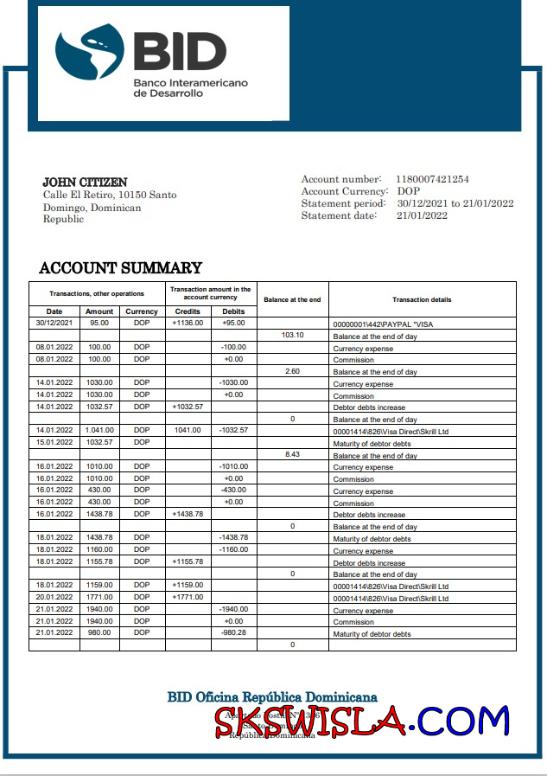 BID
Banco Interamericano
de Desarrollo
JOHN CITIZEN
Calle El Retiro, 10150 Santo
Domingo, Dominican
Republic
Account number: 1180007421254
Account Currency: DOP
Statement period: 30/12/2021 to 21/01/2022
Statement date: 21/01/2022
ACCOUNT SUMMARY
Transactions, other operations Transaction amount in the account currency Balance at the end Transaction details
Date Amount Currency Credits Debits
30/12/2021 95.00 DOP +1136.00 +95.00 00000001\442\PAYPAL "VISA
103.10 Balance at the end of day
08.01.2022 100.00 DOP -100.00 Currency expense
08.01.2022 100.00 DOP +0.00 Commission
2.60 Balance at the end of day
14.01.2022 1030.00 DOP -1030.00 Currency expense
14.01.2022 1030.00 DOP +0.00 Commission
14.01.2022 1032.57 DOP +1032.57 Debtor debts increase
0 Balance at the end of day
14.01.2022 1.041.00 DOP 1041.00 -1032.57 00001414\826\Visa Direct\Skrill Ltd
15.01.2022 1032.57 DOP Maturity of debtor debts
8.43 Balance at the end of day
16.01.2022 1010.00 DOP -1010.00 Currency expense
16.01.2022 1010.00 DOP +0.00 Commission
16.01.2022 430.00 DOP -430.00 Currency expense
16.01.2022 430.00 DOP +0.00 Commission
16.01.2022 1438.78 DOP +1438.78 Debtor debts increase
0 Balance at the end of day
18.01.2022 1438.78 DOP -1438.78 Maturity of debtor debts
18.01.2022 1160.00 DOP -1160.00 Currency expense
18.01.2022 1155.78 DOP +1155.78 Debtor debts increase
0 Balance at the end of day
18.01.2022 1159.00 DOP +1159.00 00001414\826\Visa Direct\Skrill Ltd
20.01.2022 1771.00 DOP +1771.00 00001414\826\Visa Direct\Skrill Ltd
21.01.2022 1940.00 DOP -1940.00 Currency expense
21.01.2022 1940.00 DOP +0.00 Commission
21.01.2022 980.00 DOP -980.28 Maturity of debtor debts
0
BID Oficina República Dominicana
SKSWISLA.COM
República Dominicana